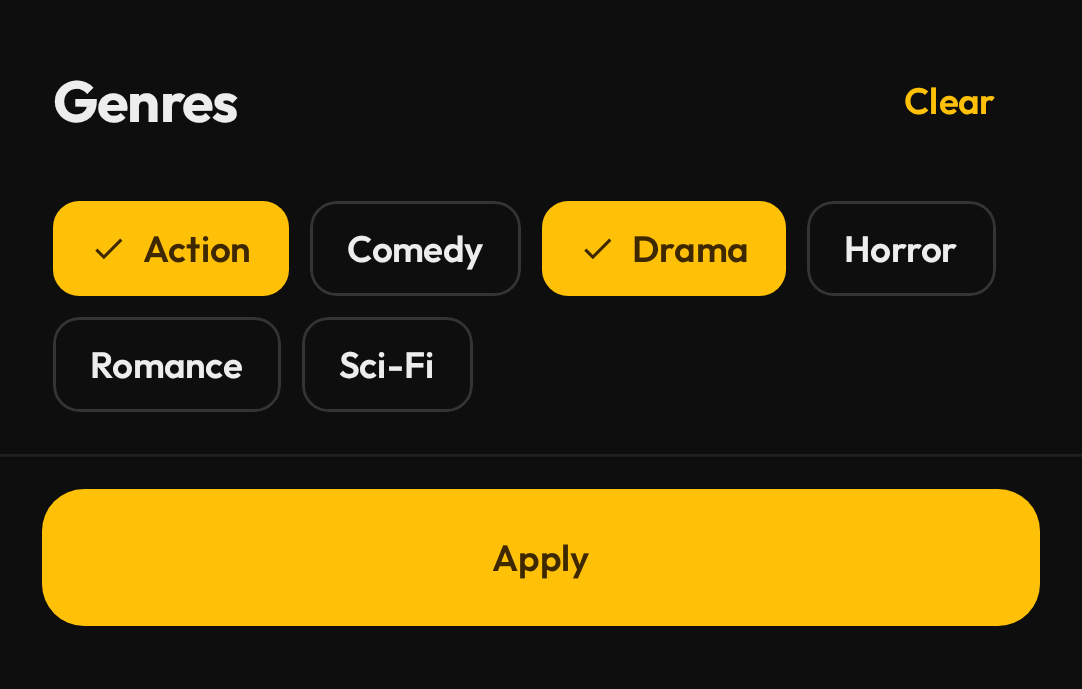 Genres
Clear
Action
Comedy
Drama
Horror
Romance
Sci-Fi
Apply